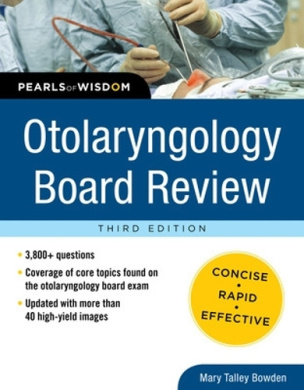 PEARLS OF WISDOM
Otolaryngology
Board Review
THIRD EDITION
• 3,800+ questions
• Coverage of core topics found on
the otolaryngology board exam
• Updated with more than
40 high-yield images
CONCISE
• RAPID •
EFFECTIVE
Mary Talley Bowden